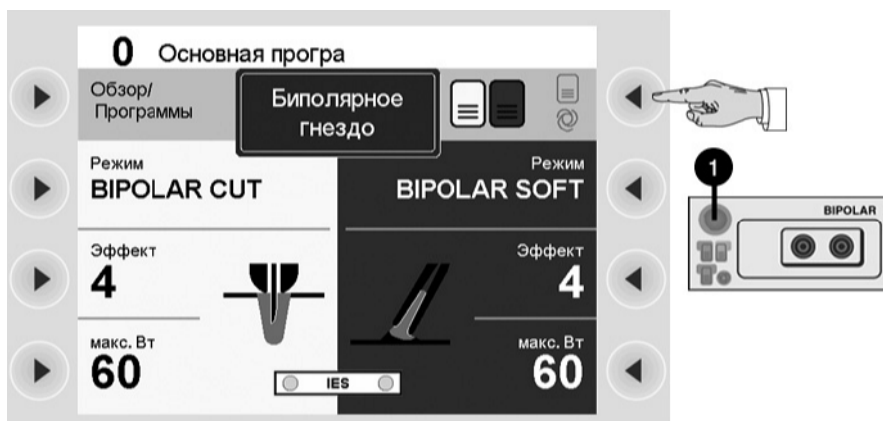 0 Основная програ
Обзор/
Программы
Биполярное
гнездо
Режим
BIPOLAR CUT
Режим
BIPOLAR SOFT
Эффект
4
Эффект
4
макс. Вт
60
макс. Вт
60
IES
1
BIPOLAR